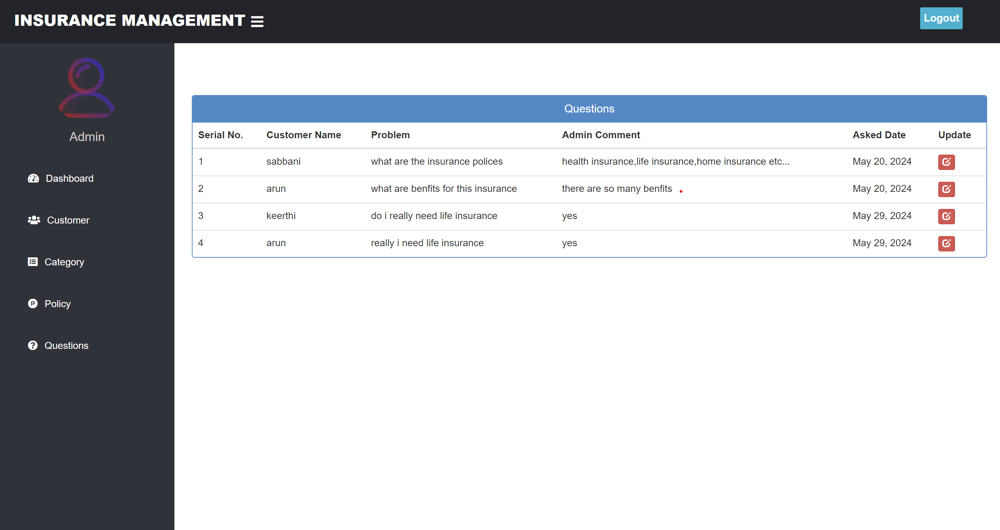 INSURANCE MANAGEMENT
Logout
Admin
Dashboard
Customer
Category
Policy
Questions
Questions
Serial No. Customer Name Problem Admin Comment Asked Date Update
1 sabbani what are the insurance polices health insurance,life insurance,home insurance etc... May 20, 2024
2 arun what are benfits for this insurance there are so many benfits May 20, 2024
3 keerthi do i really need life insurance yes May 29, 2024
4 arun really i need life insurance yes May 29, 2024